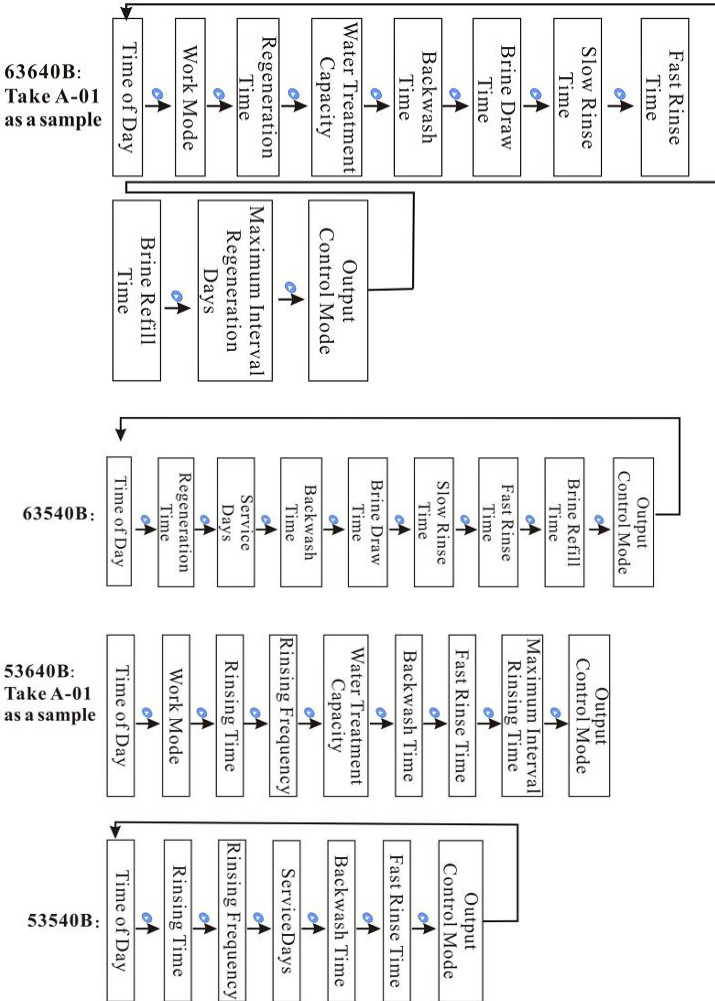 63640B:
Take A-01
as a sample
Time of Day
Work Mode
Regeneration
Time
Water Treatment
Capacity
Backwash
Time
Brine Draw
Time
Slow Rinse
Time
Fast Rinse
Time
Brine Refill
Time
Maximum Interval
Regeneration
Days
Output
Control Mode
63540B:
Time of Day
Regeneration
Time
Service
Days
Backwash
Time
Brine Draw
Time
Slow Rinse
Time
Fast Rinse
Time
Brine Refill
Time
Output
Control Mode
53640B:
Take A-01
as a sample
Time of Day
Work Mode
Rinsing Time
Rinsing Frequency
Water Treatment
Capacity
Backwash Time
Fast Rinse Time
Maximum Interval
Rinsing Time
Output
Control Mode
53540B:
Time of Day
Rinsing Time
Rinsing Frequency
ServiceDays
Backwash Time
Fast Rinse Time
Output
Control Mode